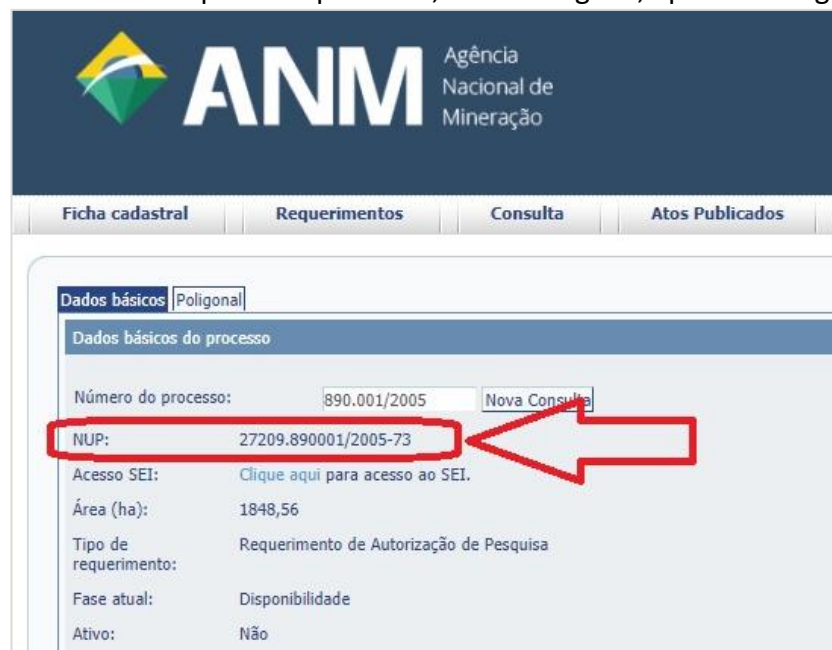 ANM
Agência
Nacional de
Mineração
Ficha cadastral Requerimentos Consulta Atos Publicados
Dados básicos Poligonal
Dados básicos do processo
Número do processo: 890.001/2005 Nova Consulta
NUP: 27209.890001/2005-73
Acesso SEI: Clique aqui para acesso ao SEI.
Área (ha): 1848,56
Tipo de requerimento: Requerimento de Autorização de Pesquisa
Fase atual: Disponibilidade
Ativo: Não